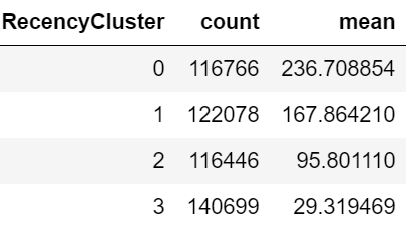 RecencyCluster count mean
0 116766 236.708854
1 122078 167.864210
2 116446 95.801110
3 140699 29.319469